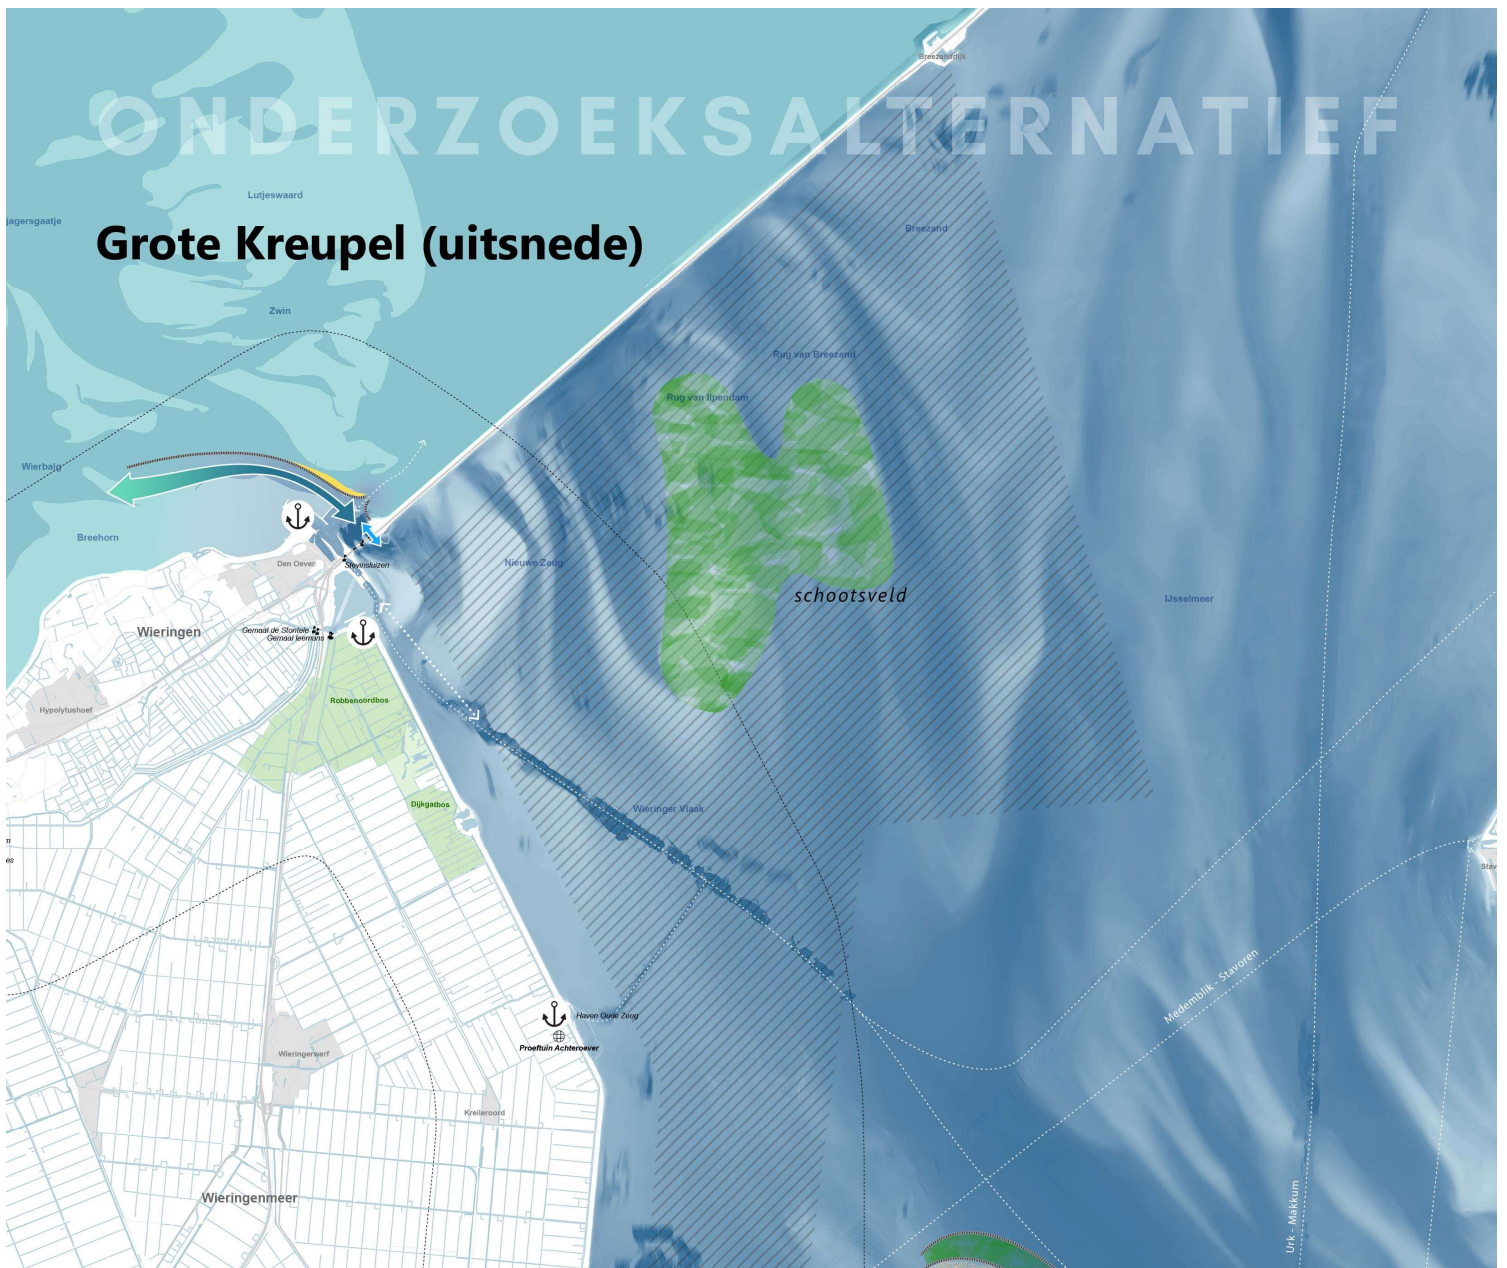 Breezanddijk
ONDERZOEKSALTERNATIEF
Lutjeswaard
jagersgaatje
Breezand
Grote Kreupel (uitsnede)
Zwin
Rug van Breezand
Rug van Ilpendam
Wierbalg
Breehorn
Den Oever
Stevinsluizen
Nieuwe Zeug
schootsveld
IJsselmeer
Wieringen
Gemaal de Stontele
Gemaal leemans
Robbenoordbos
Hypolytushoef
Dijkgatbos
Wieringer Vlaak
m
es
Stav
Medemblik - Stavoren
Haven Oude Zeug
Proeftuin Achteroever
Wieringerwerf
Kreileroord
Wieringenmeer
Urk - Makkum